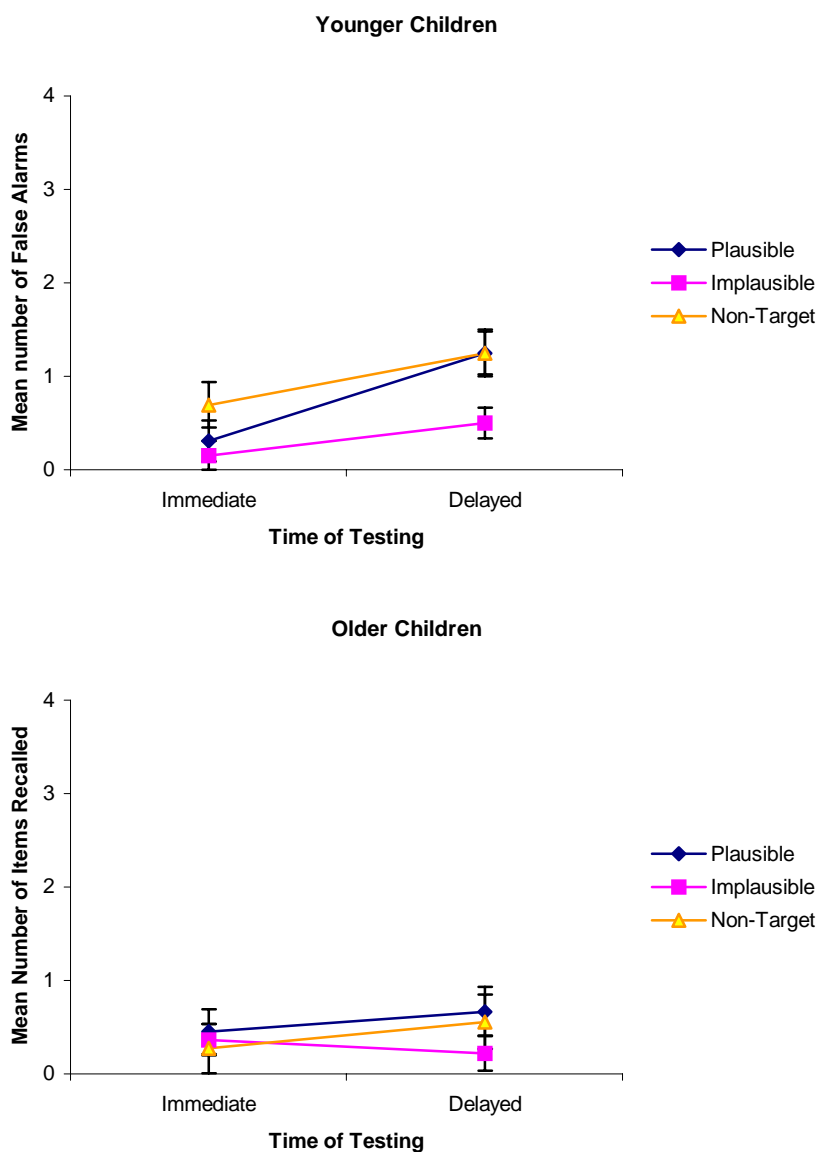 Younger Children
4
3
2
1
0
Mean number of False Alarms
Immediate
Delayed
Time of Testing
Plausible
Implausible
Non-Target
Older Children
4
3
2
1
0
Mean Number of Items Recalled
Immediate
Delayed
Time of Testing
Plausible
Implausible
Non-Target